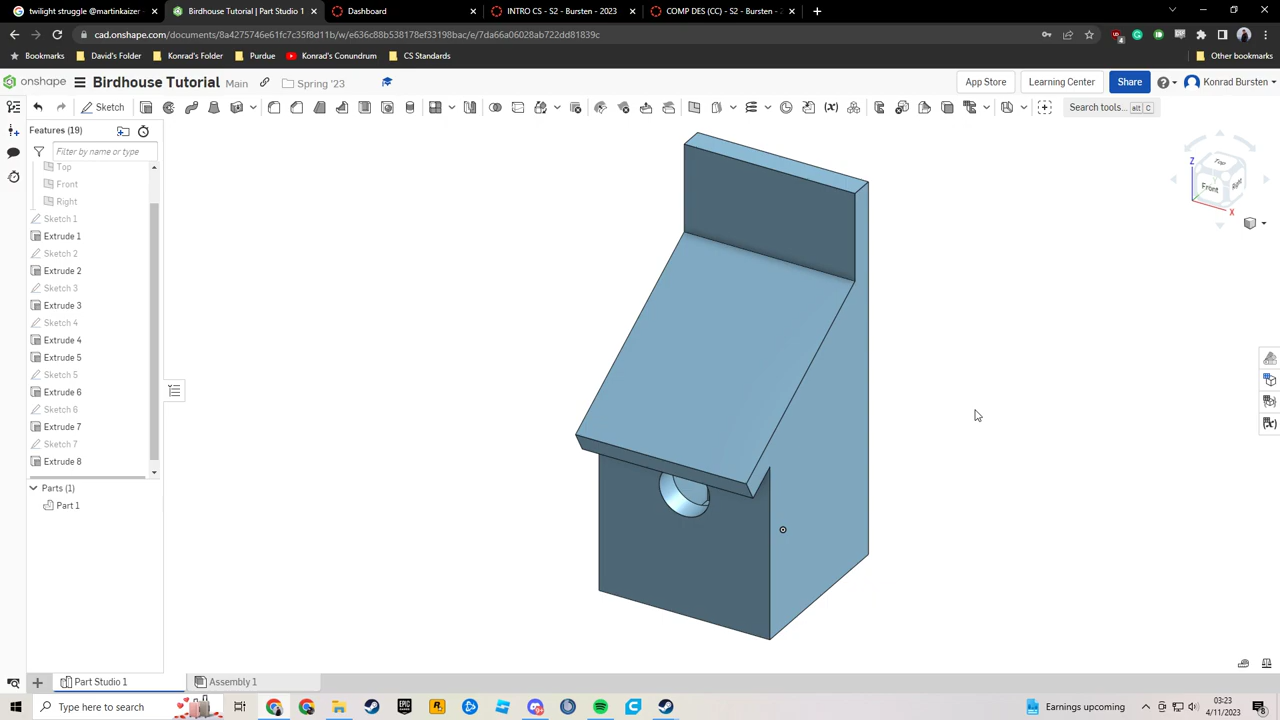 twilight struggle @martinkaizer
Birdhouse Tutorial | Part Studio 1
Dashboard
INTRO CS - S2 - Bursten - 2023
COMP DES (CC) - S2 - Bursten -
cad.onshape.com/documents/8a4275746e61fc7c35f8d11b/w/e636c88b538178ef33198bac/e/7da66a06028ab722dd81839c
Bookmarks
David's Folder
Konrad's Folder
Purdue
Konrad's Conundrum
CS Standards
Other bookmarks
onshape
Birdhouse Tutorial
Main
Spring '23
App Store
Learning Center
Share
Konrad Bursten
Sketch
Search tools...
alt
C
Features (19)
Filter by name or type
Top
Front
Right
Sketch 1
Extrude 1
Sketch 2
Extrude 2
Sketch 3
Extrude 3
Sketch 4
Extrude 4
Extrude 5
Sketch 5
Extrude 6
Sketch 6
Extrude 7
Sketch 7
Extrude 8
Parts (1)
Part 1
Z
Top
Front
Right
X
Part Studio 1
Assembly 1
Type here to search
Earnings upcoming
03:23
4/11/2023